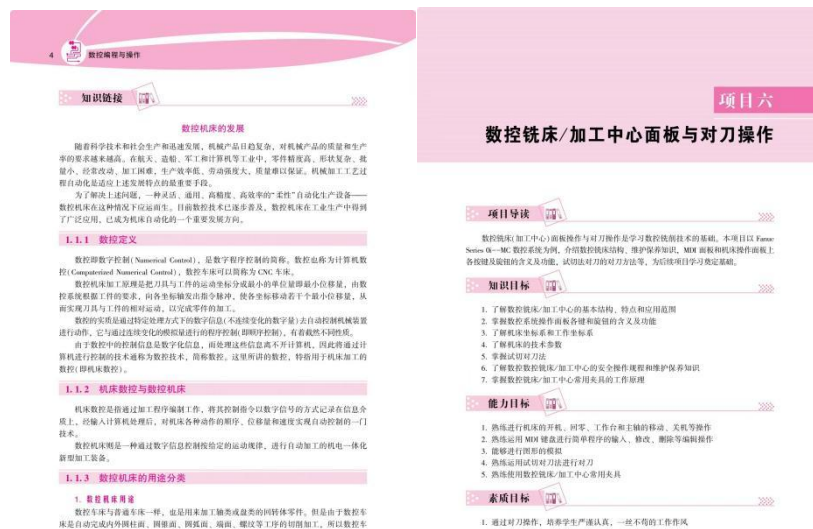 4 数控编程与操作
知识链接
数控机床的发展
随着科学技术和社会生产和迅速发展，机械产品日趋复杂，对机械产品的质量和生产
率的要求越来越高。在航天、造船、军工和计算机等工业中，零件精度高、形状复杂、批
量小、经常改动、加工困难，生产效率低、劳动强度大，质量难以保证。机械加工工艺过
程自动化是适应上述发展特点的最重要手段。
为了解决上述问题，一种灵活、通用、高精度、高效率的“柔性”自动化生产设备——
数控机床在这种情况下应运而生。目前数控技术已逐步普及，数控机床在工业生产中得到
了广泛应用，已成为机床自动化的一个重要发展方向。
1.1.1 数控定义
数控即数字控制(Numerical Control)，是数字程序控制的简称。数控也称为计算机数
控(Computerized Numerical Control)，数控车床可以简称为 CNC 车床。
数控机床加工原理是把刀具与工件的运动坐标分成最小的单位量即最小位移量，由数
控系统根据工件的要求，向各坐标轴发出指令脉冲，使各坐标移动若干个最小位移量，从
而实现刀具与工件的相对运动，以完成零件的加工。
数控的实质是通过特定处理方式下的数字信息(不连续变化的数字量)去自动控制机械装置
进行动作，它与通过连续变化的模拟量进行的程序控制(即顺序控制)，有着截然不同性质。
由于数控中的控制信息是数字化信息，而处理这些信息离不开计算机，因此将通过计
算机进行控制的技术通称为数控技术，简称数控。这里所讲的数控，特指用于机床加工的
数控(即机床数控)。
1.1.2 机床数控与数控机床
机床数控是指通过加工程序编制工作，将其控制指令以数字信号的方式记录在信息介
质上，经输入计算机处理后，对机床各种动作的顺序、位移量和速度实现自动控制的一门
技术。
数控机床则是一种通过数字信息控制按给定的运动规律，进行自动加工的机电一体化
新型加工装备。
1.1.3 数控机床的用途分类
1. 数控机床用途
数控车床与普通车床一样，也是用来加工轴类或盘类的回转体零件。但是由于数控车
床是自动完成内外圆柱面、圆锥面、圆弧面、端面、螺纹等工序的切削加工，所以数控车
项目六
数控铣床/加工中心面板与对刀操作
项目导读
数控铣床(加工中心)面板操作与对刀操作是学习数控铣削技术的基础。本项目以 Fanuc
Series 0i—MC 数控系统为例，介绍数控铣床结构、维护保养知识，MDI 面板和机床操作面板上
各按键及旋钮的含义及功能，试切法对刀的对刀方法等，为后续项目学习奠定基础。
知识目标
1. 了解数控铣床/加工中心的基本结构、特点和应用范围
2. 掌握数控系统操作面板各键和旋钮的含义及功能
3. 了解机床坐标系和工作坐标系
4. 了解机床的技术参数
5. 掌握试切对刀法
6. 了解数控数控铣床/加工中心的安全操作规程和维护保养知识
7. 掌握数控铣床/加工中心常用夹具的工作原理
能力目标
1. 熟练进行机床的开机、回零、工作台和主轴的移动、关机等操作
2. 熟练运用 MDI 键盘进行简单程序的输入、修改、删除等编辑操作
3. 能够进行图形的模拟
4. 熟练运用试切对刀法进行对刀
5. 熟练使用数控铣床/加工中心常用夹具
素质目标
1. 通过对刀操作，培养学生严谨认真，一丝不苟的工作作风